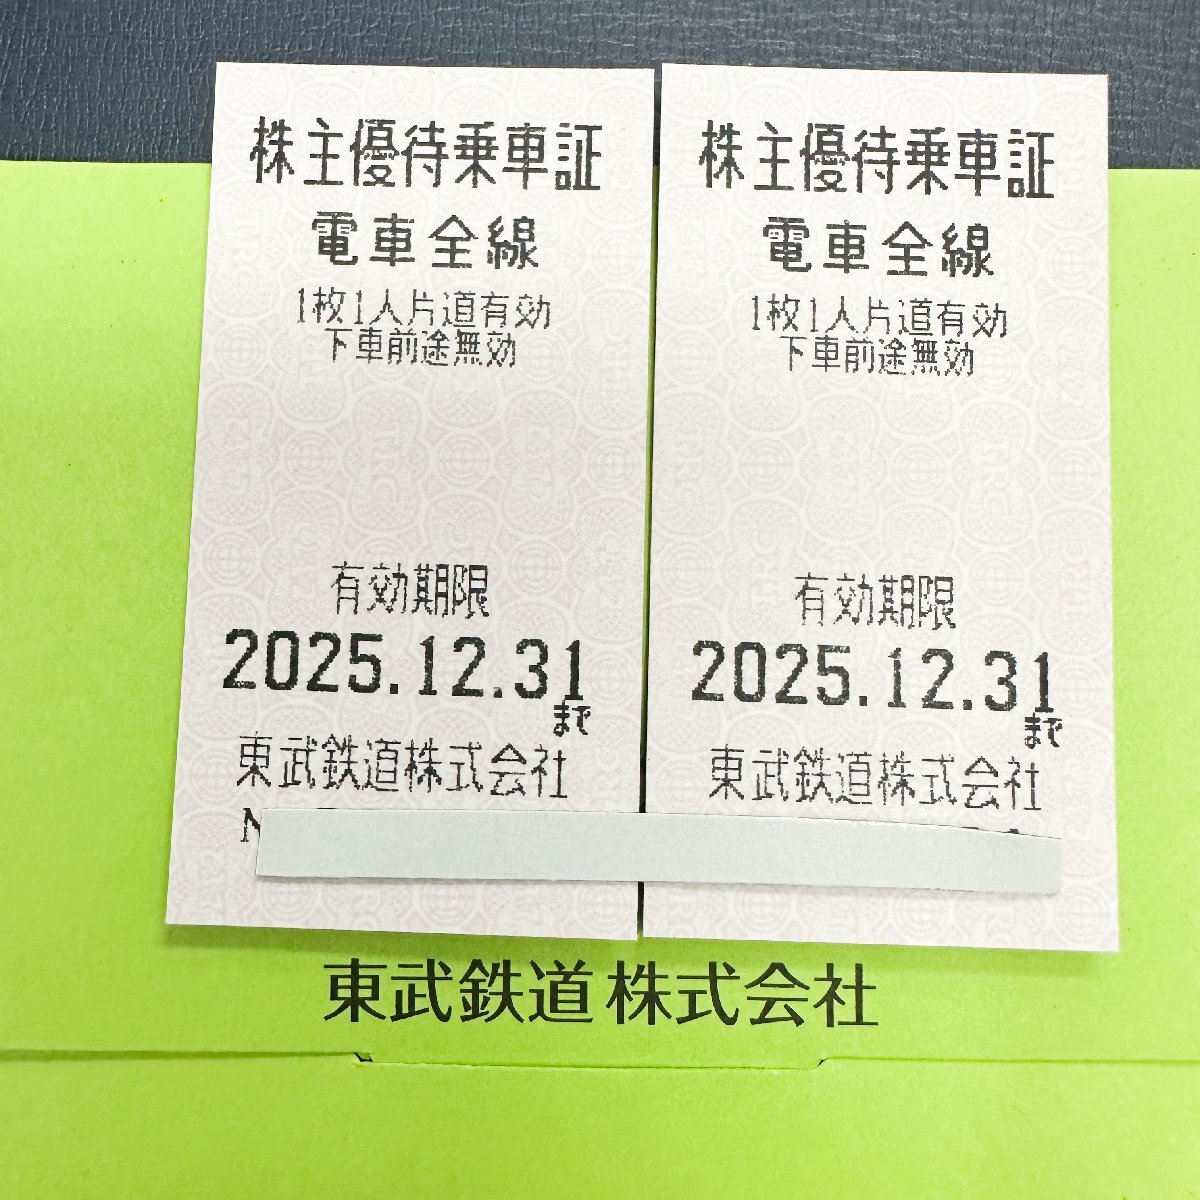 株主優待乗車証
電車全線
1枚1人片道有効
下車前途無効
有効期限
2025.12.31
まで
東武鉄道株式会社
株主優待乗車証
電車全線
1枚1人片道有効
下車前途無効
有効期限
2025.12.31
まで
東武鉄道株式会社
東武鉄道株式会社